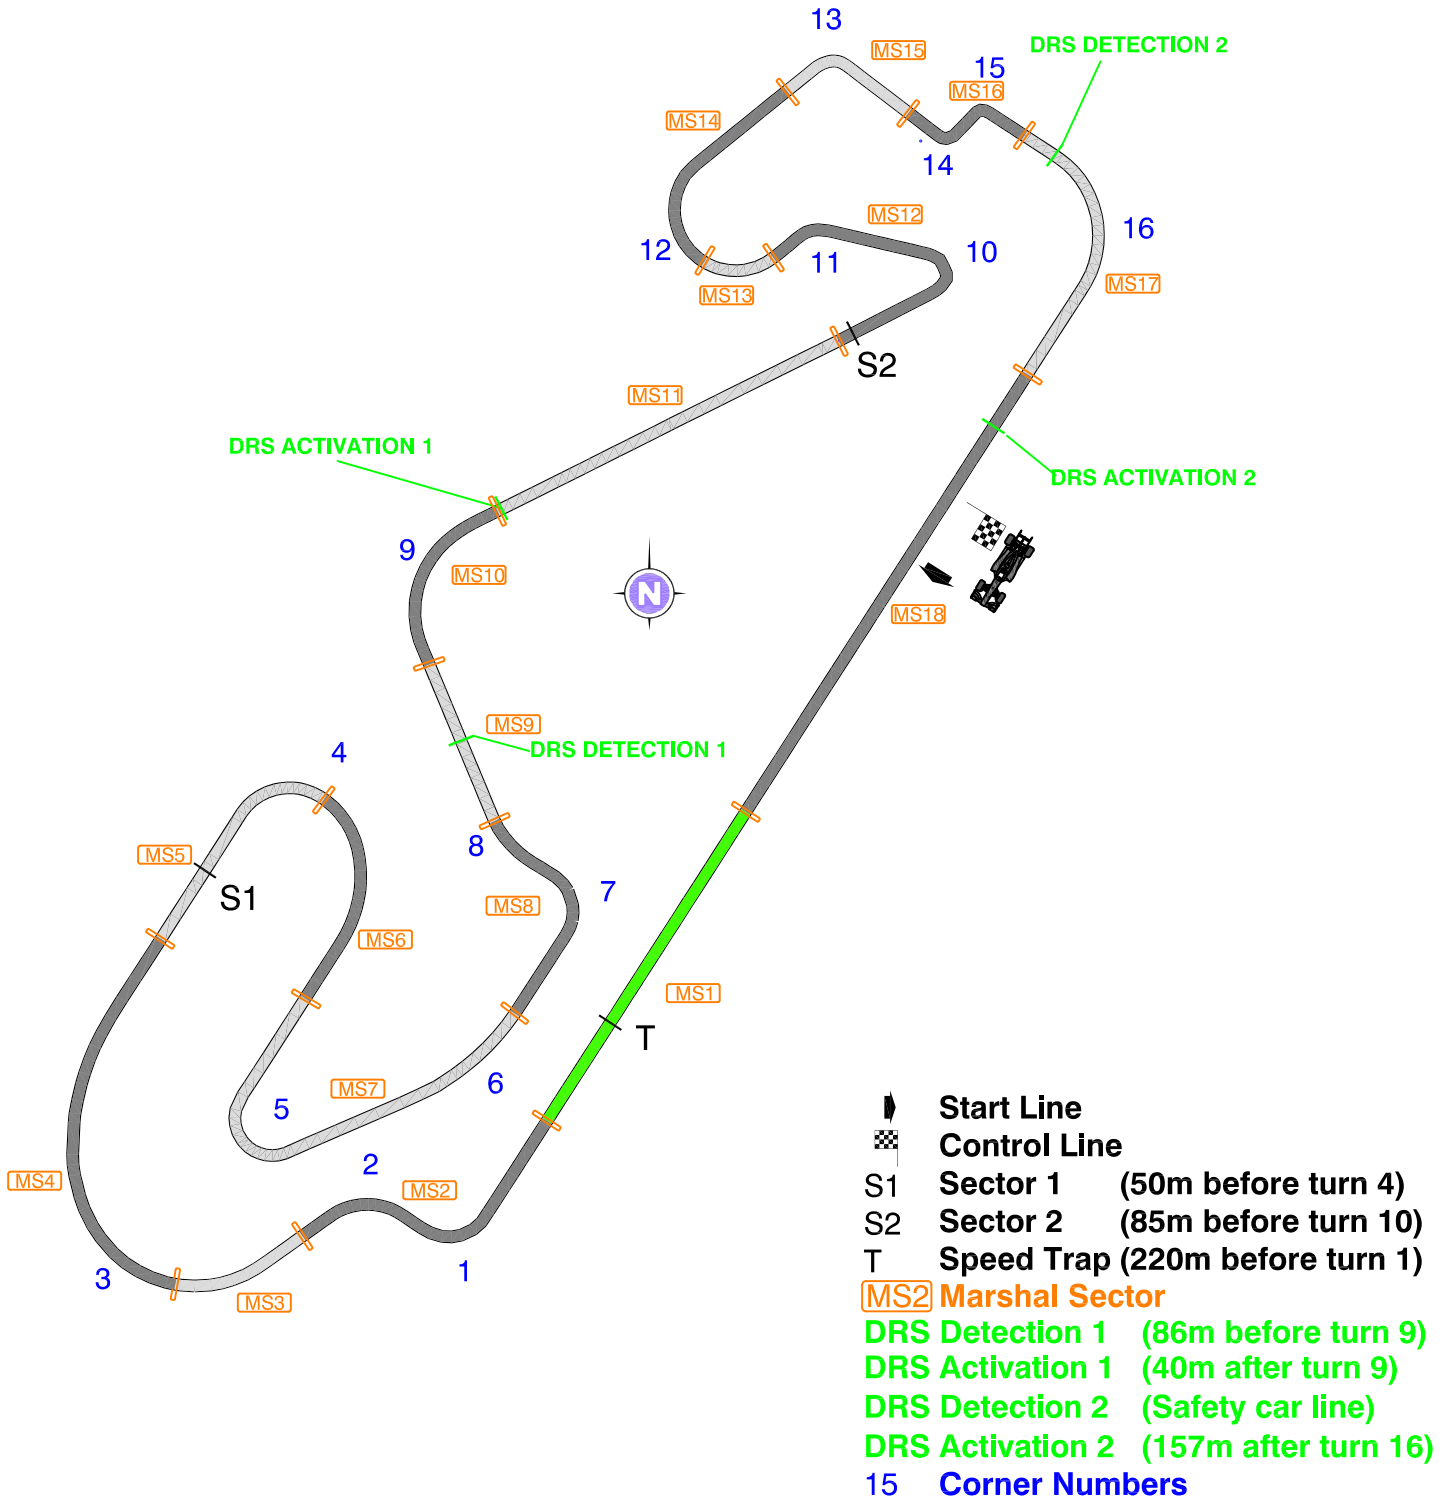 13
MS15
DRS DETECTION 2
15
MS16
MS14
14
MS12
16
12
11
10
MS17
MS13
S2
MS11
DRS ACTIVATION 1
DRS ACTIVATION 2
9
MS10
N
MS18
MS9
DRS DETECTION 1
4
8
MS5
S1
7
MS8
MS6
MS1
T
6
MS7
5
2
MS4
MS2
1
3
MS3
Start Line
Control Line
S1 Sector 1 (50m before turn 4)
S2 Sector 2 (85m before turn 10)
T Speed Trap (220m before turn 1)
MS2 Marshal Sector
DRS Detection 1 (86m before turn 9)
DRS Activation 1 (40m after turn 9)
DRS Detection 2 (Safety car line)
DRS Activation 2 (157m after turn 16)
15 Corner Numbers